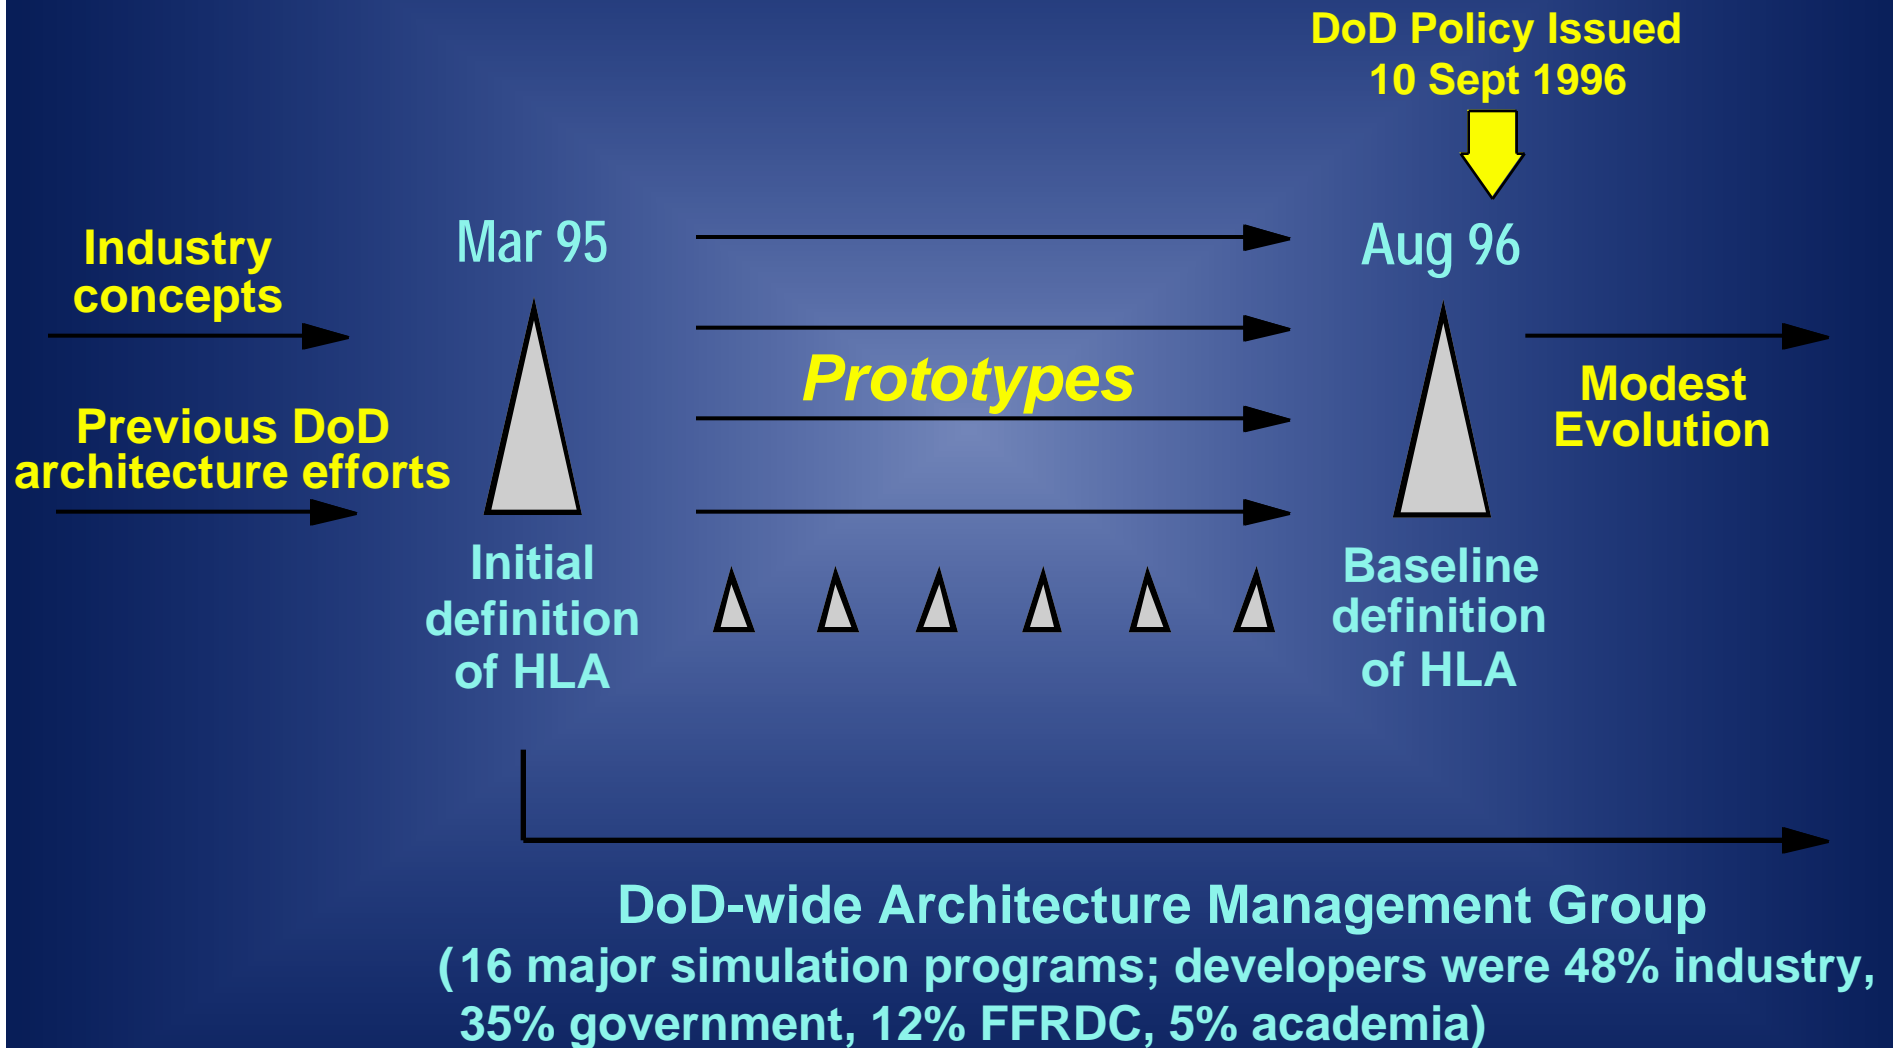 DoD Policy Issued
10 Sept 1996
Industry
concepts
Previous DoD
architecture efforts
Mar 95
Initial
definition
of HLA
Prototypes
Aug 96
Baseline
definition
of HLA
Modest
Evolution
DoD-wide Architecture Management Group
(16 major simulation programs; developers were 48% industry,
35% government, 12% FFRDC, 5% academia)